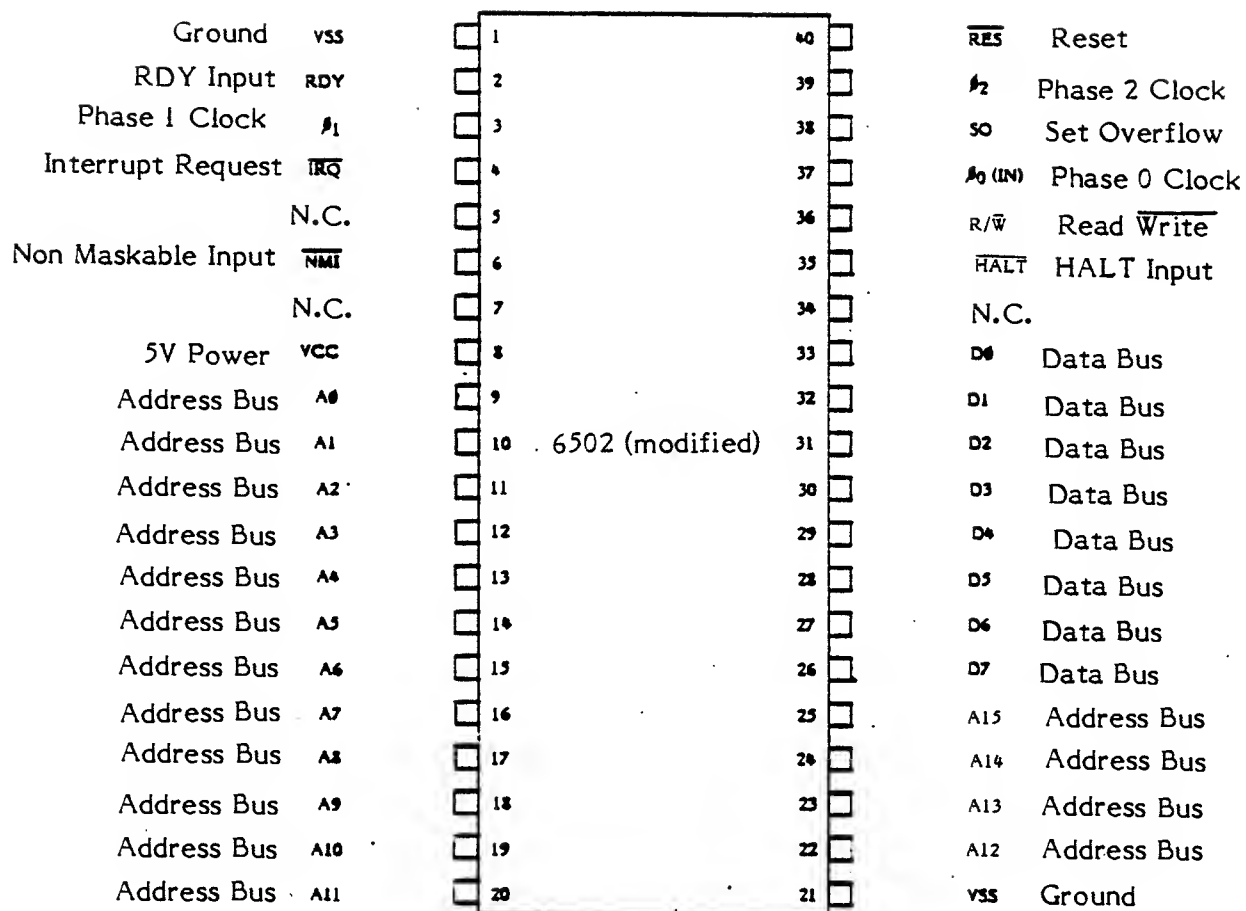 Ground VSS 1 40 R̅E̅S̅ Reset
RDY Input RDY 2 39 ϕ2 Phase 2 Clock
Phase 1 Clock ϕ1 3 38 SO Set Overflow
Interrupt Request I̅R̅Q̅ 4 37 ϕ0 (IN) Phase 0 Clock
N.C. 5 36 R/W̅ Read W̅r̅i̅t̅e̅
Non Maskable Input N̅M̅I̅ 6 35 H̅A̅L̅T̅ HALT Input
N.C. 7 34 N.C.
5V Power VCC 8 33 D0 Data Bus
Address Bus A0 9 32 D1 Data Bus
Address Bus A1 10 6502 (modified) 31 D2 Data Bus
Address Bus A2 11 30 D3 Data Bus
Address Bus A3 12 29 D4 Data Bus
Address Bus A4 13 28 D5 Data Bus
Address Bus A5 14 27 D6 Data Bus
Address Bus A6 15 26 D7 Data Bus
Address Bus A7 16 25 A15 Address Bus
Address Bus A8 17 24 A14 Address Bus
Address Bus A9 18 23 A13 Address Bus
Address Bus A10 19 22 A12 Address Bus
Address Bus A11 20 21 VSS Ground